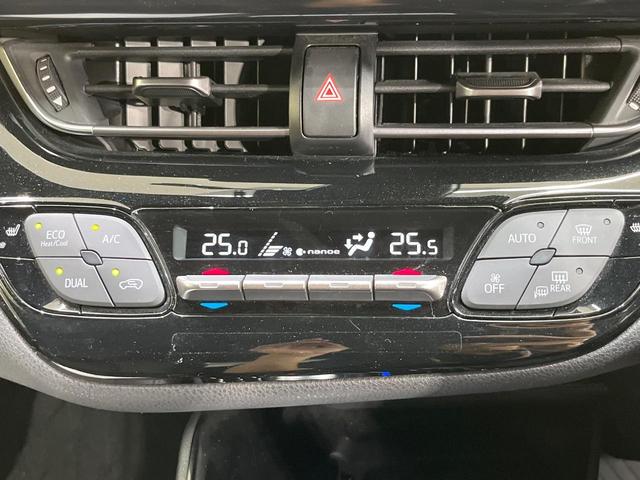 25.0 nanoe 25.5
ECO
Heat/Cool
A/C
DUAL
AUTO
FRONT
OFF
REAR